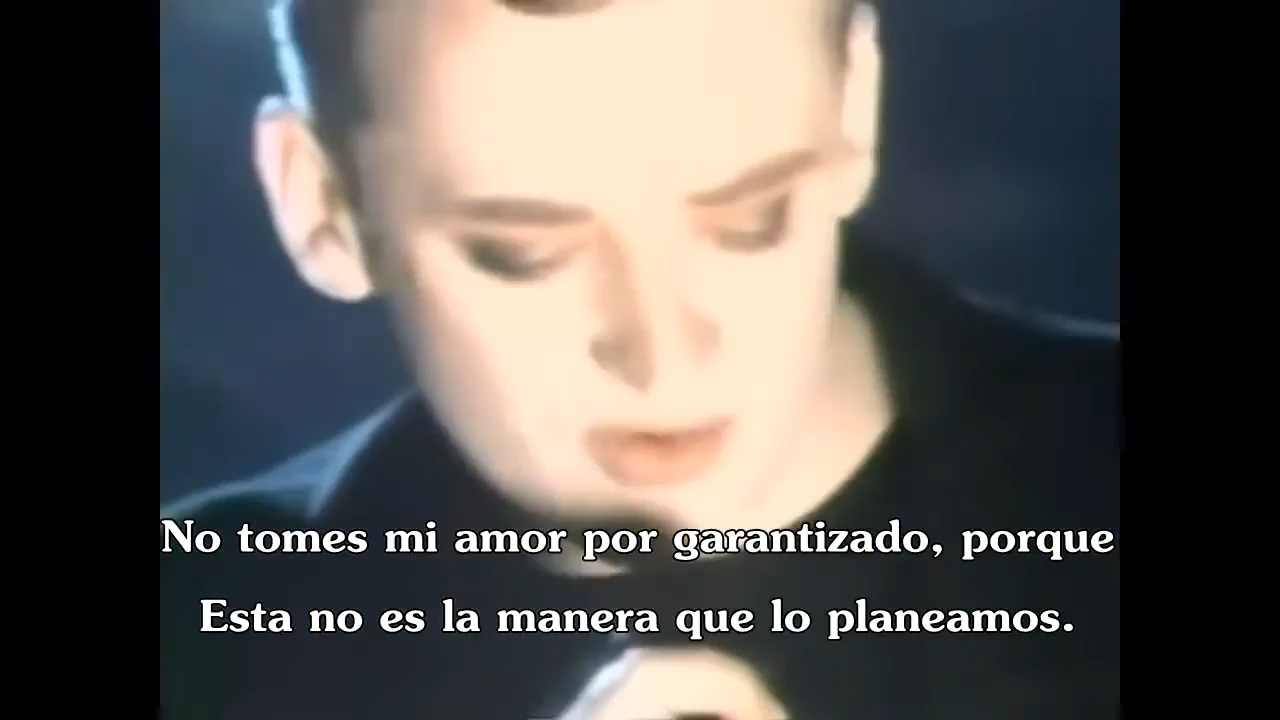 No tomes mi amor por garantizado, porque
Esta no es la manera que lo planeamos.